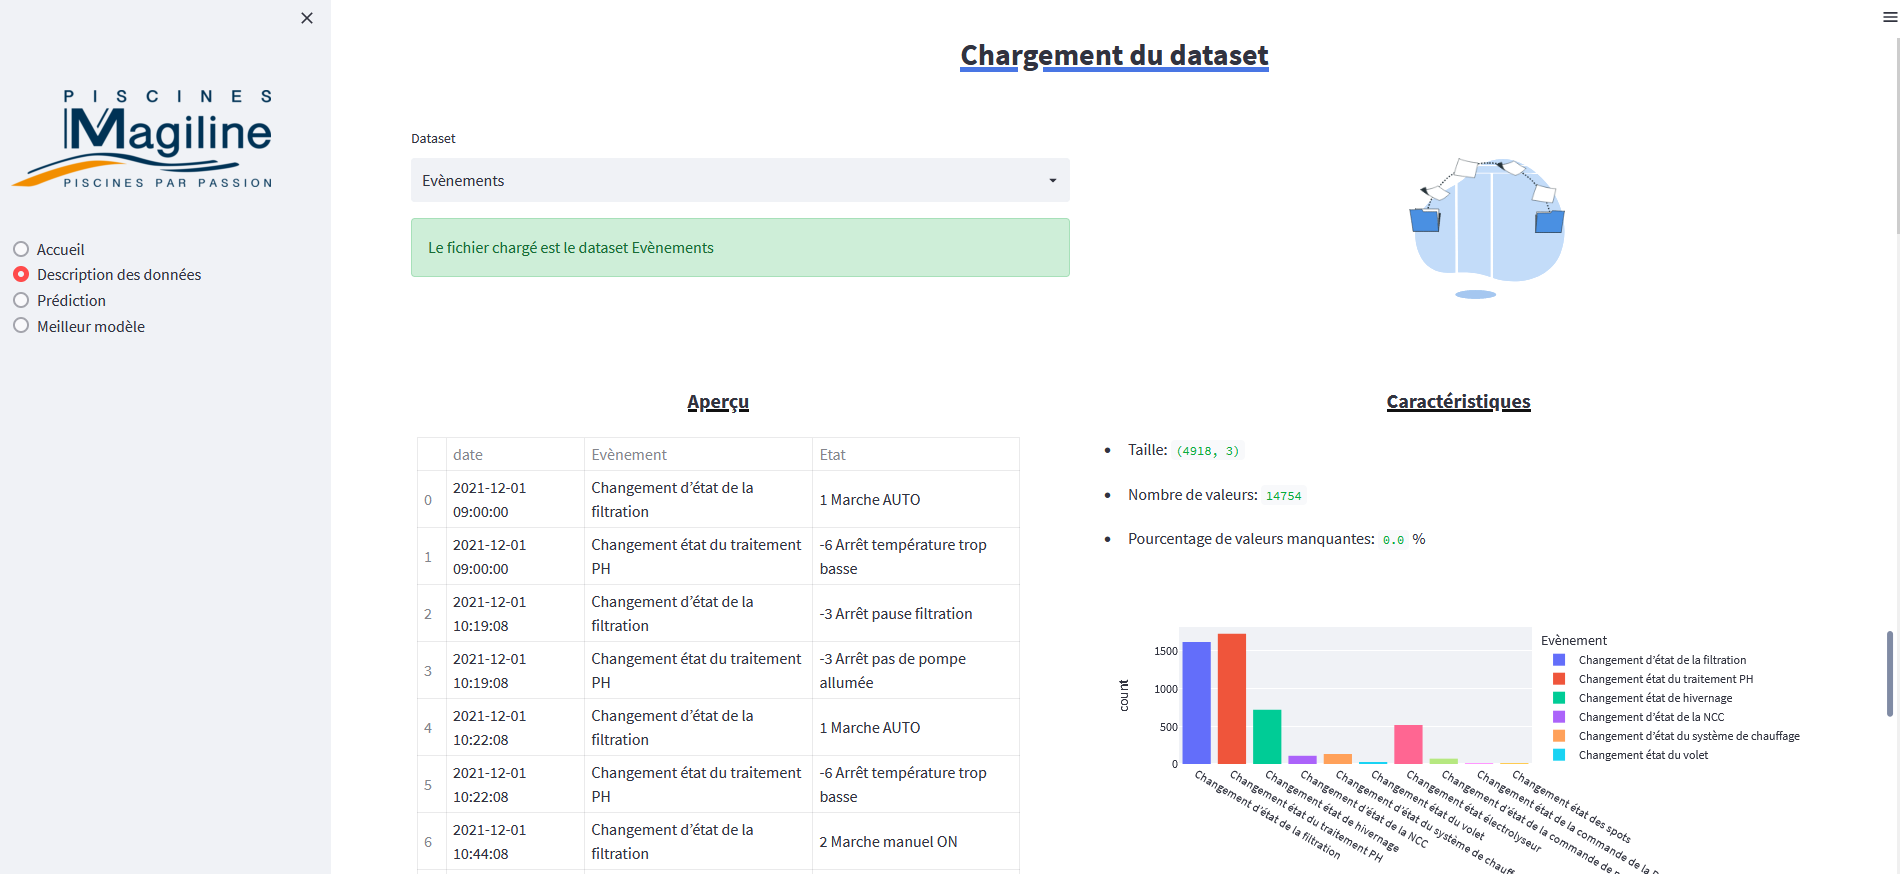 PISCINES
Magiline
PISCINES PAR PASSION
Accueil
Description des données
Prédiction
Meilleur modèle
Chargement du dataset
Dataset
Evènements
Le fichier chargé est le dataset Evènements
Aperçu
date Evènement Etat
0 2021-12-01 09:00:00 Changement d’état de la filtration 1 Marche AUTO
1 2021-12-01 09:00:00 Changement état du traitement PH -6 Arrêt température trop basse
2 2021-12-01 10:19:08 Changement d’état de la filtration -3 Arrêt pause filtration
3 2021-12-01 10:19:08 Changement état du traitement PH -3 Arrêt pas de pompe allumée
4 2021-12-01 10:22:08 Changement d’état de la filtration 1 Marche AUTO
5 2021-12-01 10:22:08 Changement état du traitement PH -6 Arrêt température trop basse
6 2021-12-01 10:44:08 Changement d’état de la filtration 2 Marche manuel ON
Caractéristiques
Taille: (4918, 3)
Nombre de valeurs: 14754
Pourcentage de valeurs manquantes: 0.0 %
count
1500
1000
500
0
Changement d’état de la filtration
Changement état du traitement PH
Changement état de hivernage
Changement d’état de la NCC
Changement d’état du système de chauff
Changement état du volet
Changement état électrolyseur
Changement d’état de la commande de
Changement état de la commande de la
Changement état des spots
Evènement
Changement d’état de la filtration
Changement état du traitement PH
Changement état de hivernage
Changement d’état de la NCC
Changement d’état du système de chauffage
Changement état du volet